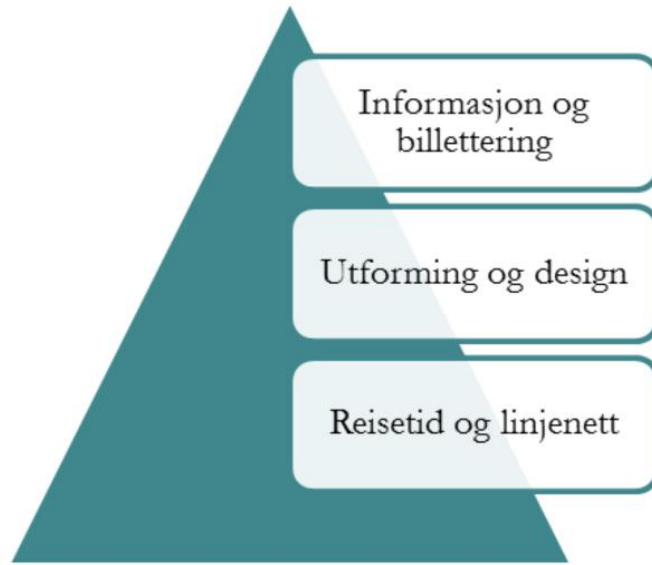 Informasjon og
billettering
Utforming og design
Reisetid og linjenett